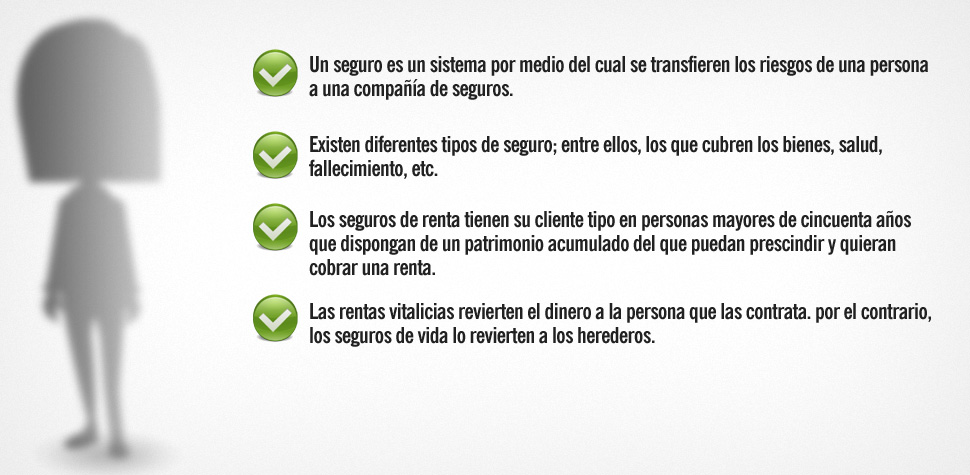 Un seguro es un sistema por medio del cual se transfieren los riesgos de una persona
a una compañía de seguros.
Existen diferentes tipos de seguro; entre ellos, los que cubren los bienes, salud,
fallecimiento, etc.
Los seguros de renta tienen su cliente tipo en personas mayores de cincuenta años
que dispongan de un patrimonio acumulado del que puedan prescindir y quieran
cobrar una renta.
Las rentas vitalicias revierten el dinero a la persona que las contrata. por el contrario,
los seguros de vida lo revierten a los herederos.